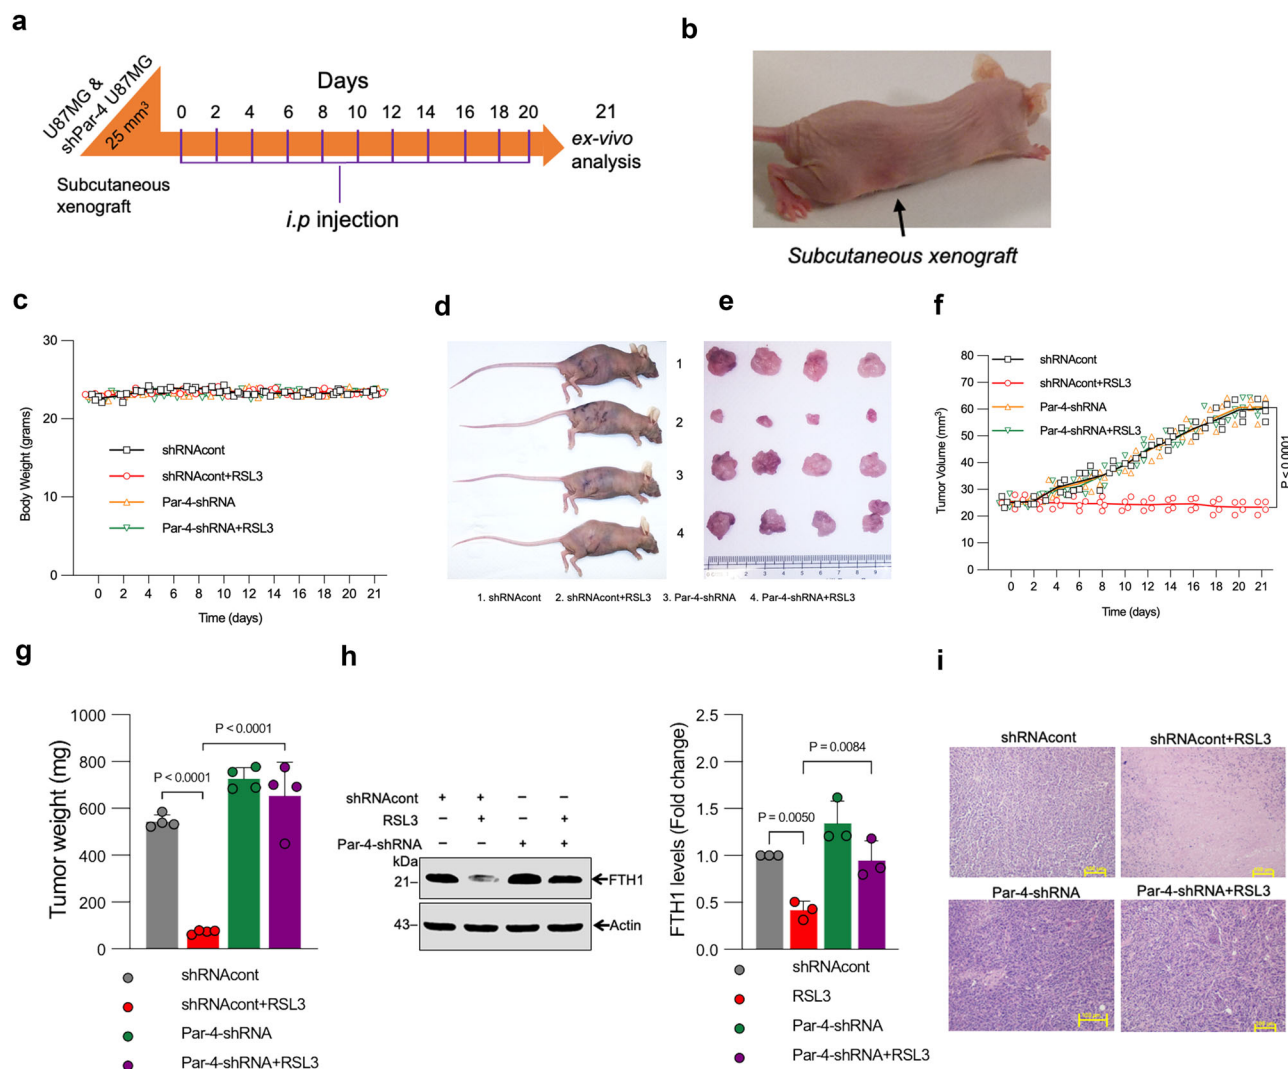 a
U87MG &
shPar-4 U87MG
25 mm³
Days
0 2 4 6 8 10 12 14 16 18 20 21
ex-vivo
analysis
Subcutaneous
xenograft
i.p injection
b
Subcutaneous xenograft
c
Body Weight (grams)
30
20
10
0
shRNAcont
shRNAcont+RSL3
Par-4-shRNA
Par-4-shRNA+RSL3
0 2 4 6 8 10 12 14 16 18 20 21
Time (days)
d
1
2
3
4
e
1. shRNAcont 2. shRNAcont+RSL3 3. Par-4-shRNA 4. Par-4-shRNA+RSL3
f
Tumor Volume (mm³)
80
70
60
50
40
30
20
10
0
shRNAcont
shRNAcont+RSL3
Par-4-shRNA
Par-4-shRNA+RSL3
P < 0.0001
0 2 4 6 8 10 12 14 16 18 20 21
Time (days)
g
Tumor weight (mg)
1000
800
600
400
200
0
P < 0.0001
P < 0.0001
shRNAcont
shRNAcont+RSL3
Par-4-shRNA
Par-4-shRNA+RSL3
h
shRNAcont + + − −
RSL3 − + − +
Par-4-shRNA − − + +
kDa
21
FTH1
43
Actin
FTH1 levels (Fold change)
2.5
2.0
1.5
1.0
0.5
0.0
P = 0.0084
P = 0.0050
shRNAcont
RSL3
Par-4-shRNA
Par-4-shRNA+RSL3
i
shRNAcont
shRNAcont+RSL3
Par-4-shRNA
Par-4-shRNA+RSL3